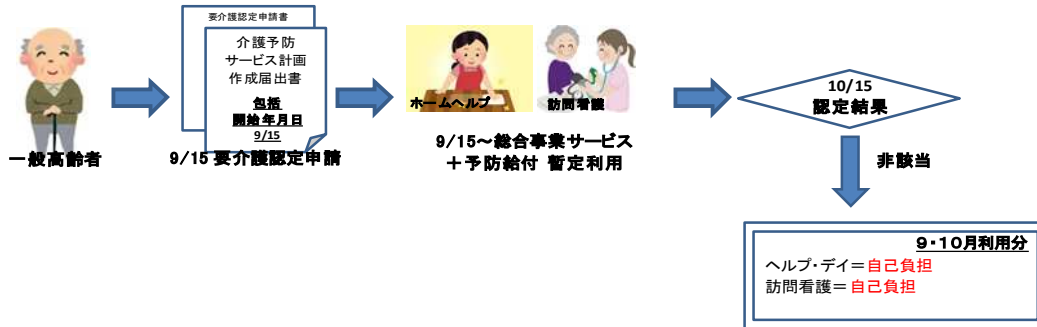 一般高齢者
要介護認定申請書
介護予防
サービス計画
作成届出書
包括
開始年月日
9/15
9/15 要介護認定申請
ホームヘルプ
訪問看護
9/15～総合事業サービス
＋予防給付 暫定利用
10/15
認定結果
非該当
9・10月利用分
ヘルプ・デイ＝自己負担
訪問看護＝自己負担